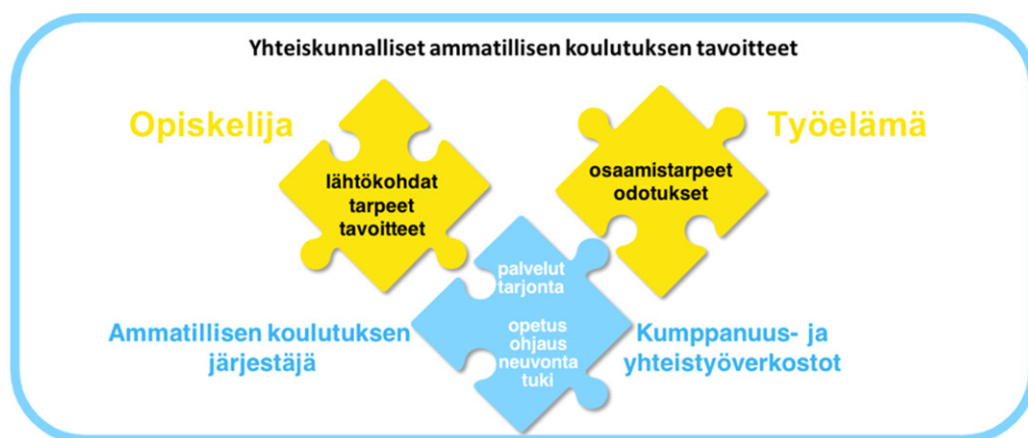 Yhteiskunnalliset ammatillisen koulutuksen tavoitteet
Opiskelija
Työelämä
lähtökohdat
tarpeet
tavoitteet
osaamistarpeet
odotukset
palvelut
tarjonta
opetus
ohjaus
neuvonta
tuki
Ammatillisen koulutuksen
järjestäjä
Kumppanuus- ja
yhteistyöverkostot